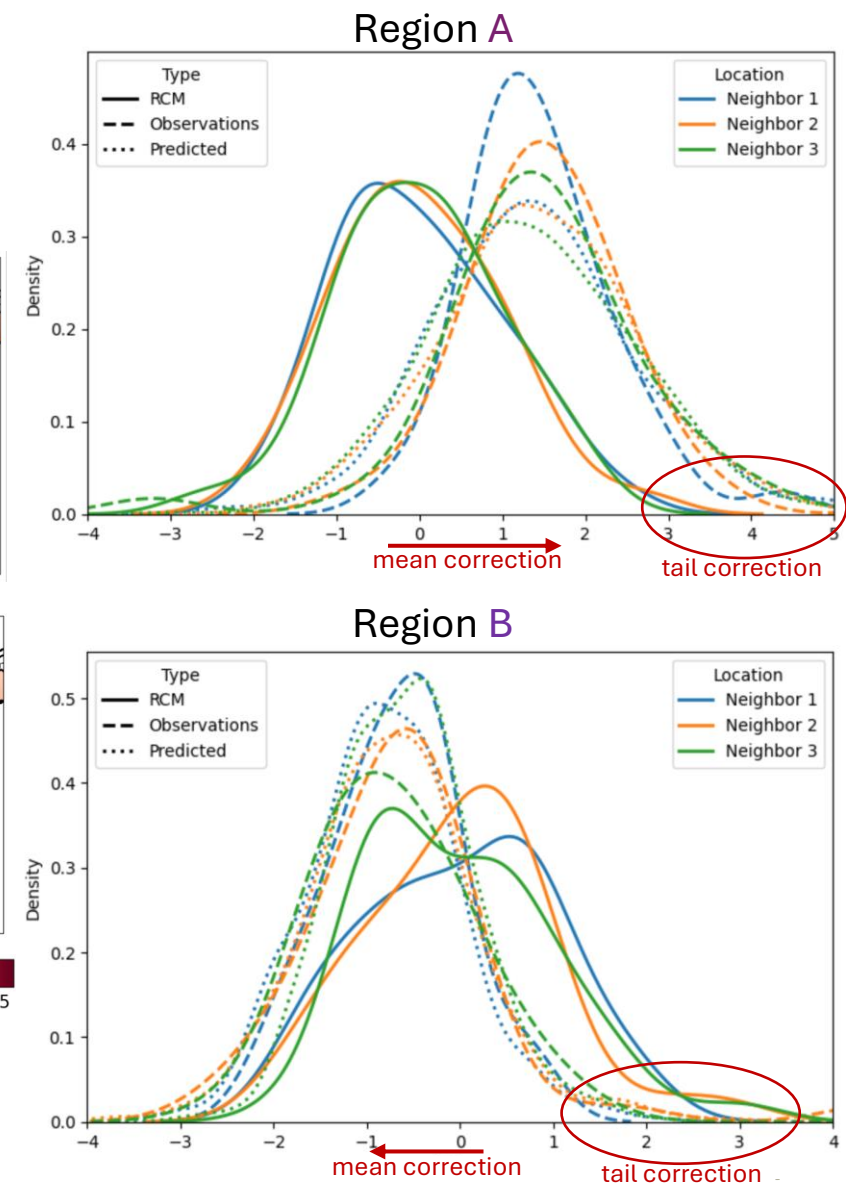 Region A
Type
RCM
Observations
Predicted
Location
Neighbor 1
Neighbor 2
Neighbor 3
Density
0.4
0.3
0.2
0.1
0.0
−4 −3 −2 −1 0 1 2 3 4 5
mean correction
tail correction
Region B
Type
RCM
Observations
Predicted
Location
Neighbor 1
Neighbor 2
Neighbor 3
Density
0.5
0.4
0.3
0.2
0.1
0.0
−4 −3 −2 −1 0 1 2 3 4
mean correction
tail correction
5